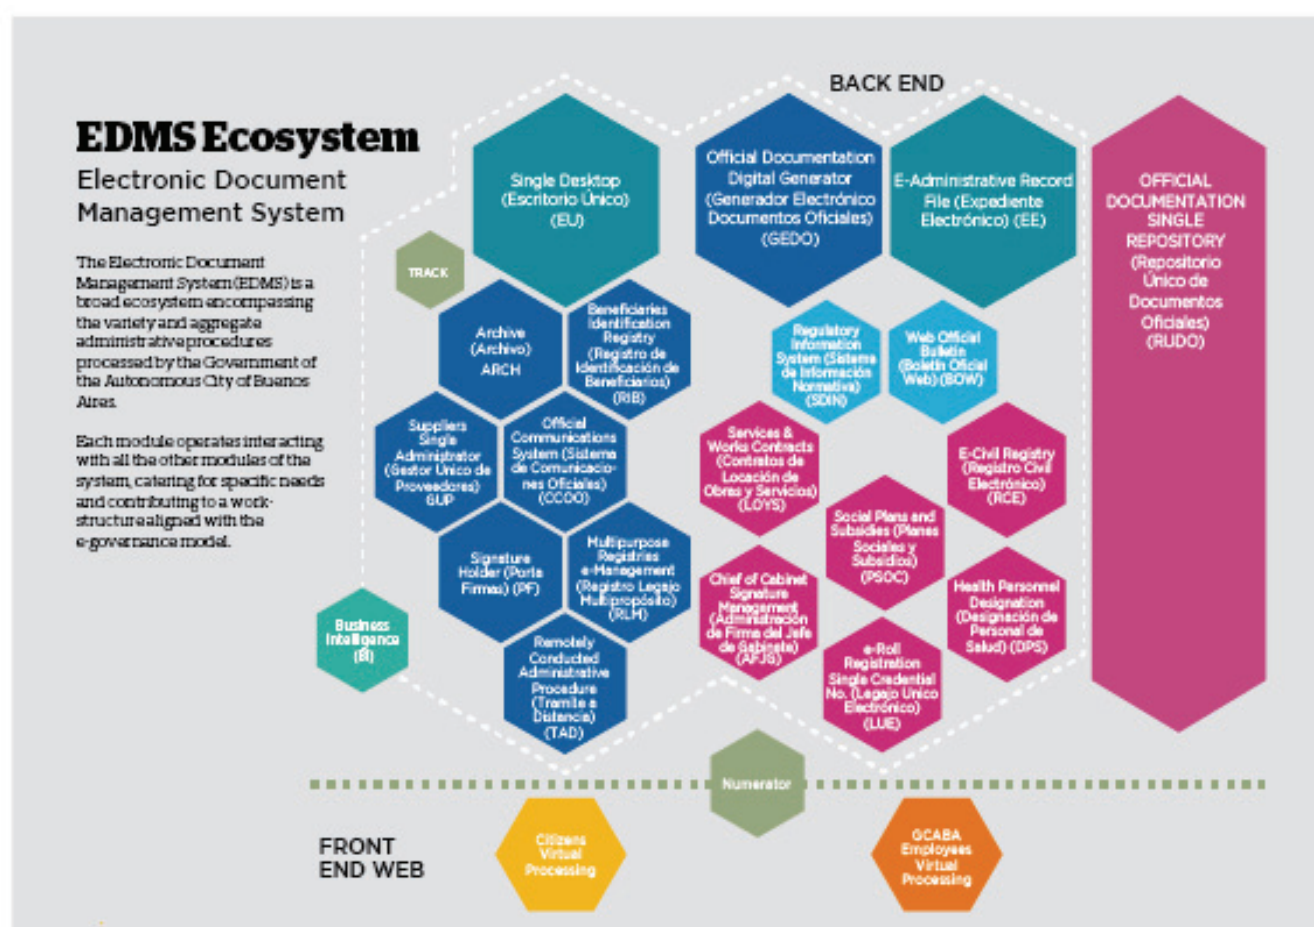 BACK END
EDMS Ecosystem
Electronic Document
Management System
The Electronic Document
Management System (EDMS) is a
broad ecosystem encompassing
the variety and aggregate
administrative procedures
processed by the Government of
the Autonomous City of Buenos
Aires.
Each module operates interacting
with all the other modules of the
system, catering for specific needs
and contributing to a work-
structure aligned with the
e-governance model.
Single Desktop
(Escritorio Único)
(EU)
Official Documentation
Digital Generator
(Generador Electrónico
Documentos Oficiales)
(GEDO)
E-Administrative Record
File (Expediente
Electrónico) (EE)
OFFICIAL
DOCUMENTATION
SINGLE
REPOSITORY
(Repositorio
Único de
Documentos
Oficiales)
(RUDO)
TRACK
Archive
(Archivo)
ARCH
Beneficiaries
Identification
Registry
(Registro de
Identificación de
Beneficiarios)
(RIB)
Regulatory
Information
System (Sistema
de Información
Normativa)
(SDIN)
Web Official
Bulletin
(Boletín Oficial
Web) (BOW)
Suppliers
Single
Administrator
(Gestor Único de
Proveedores)
GUP
Official
Communications
System (Sistema
de Comunicacio-
nes Oficiales)
(CCOO)
Services &
Works Contracts
(Contratos de
Locación de
Obras y Servicios)
(LOYS)
E-Civil Registry
(Registro Civil
Electrónico)
(RCE)
Social Plans and
Subsidies (Planes
Sociales y
Subsidios)
(PSOC)
Signature
Holder (Porta
Firmas) (PF)
Multipurpose
Registries
e-Management
(Registro Legajo
Multipropósito)
(RLM)
Chief of Cabinet
Signature
Management
(Administración
de Firma del Jefe
de Gabinete)
(AFJG)
Health Personnel
Designation
(Designación de
Personal de
Salud) (DPS)
Business
Intelligence
(BI)
Remotely
Conducted
Administrative
Procedure
(Tramite a
Distancia)
(TAD)
e-Roll
Registration
Single Credential
No. (Legajo Unico
Electrónico)
(LUE)
Numerator
FRONT
END WEB
Citizens
Virtual
Processing
GCABA
Employees
Virtual
Processing